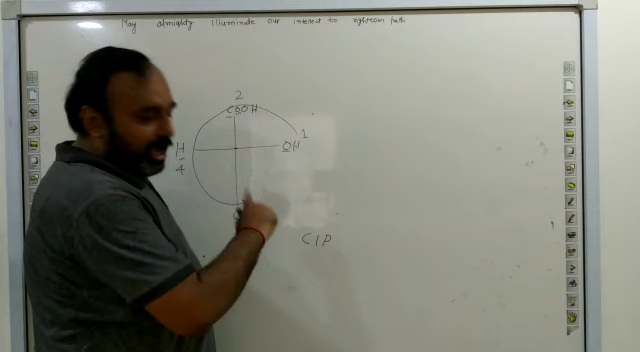 May almighty illuminate our intellect to righteous path
2
COOH
1
H
OH
4
CIP